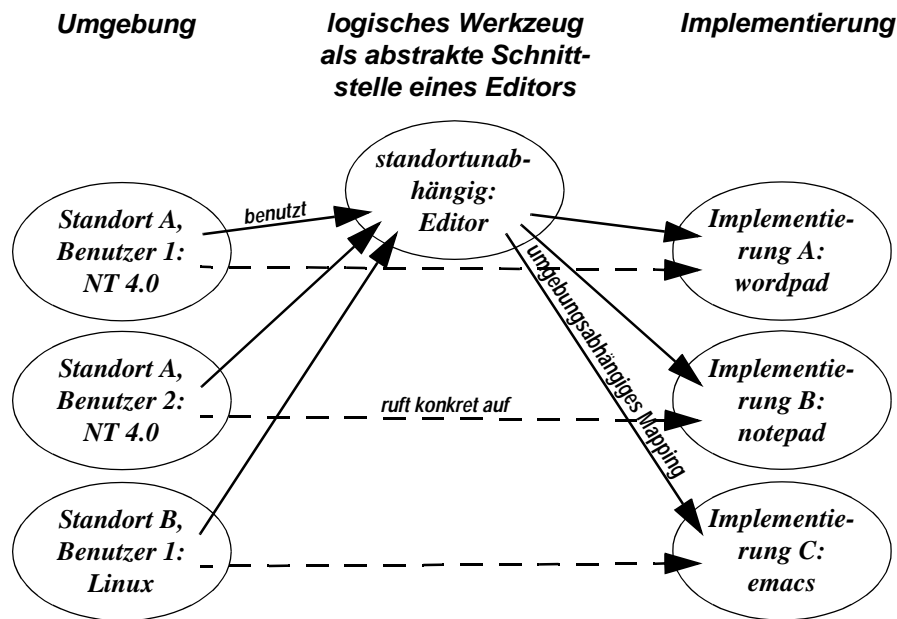 Umgebung
logisches Werkzeug
als abstrakte Schnitt-
stelle eines Editors
Implementierung
standortunab-
hängig:
Editor
Standort A,
Benutzer 1:
NT 4.0
benutzt
Implementie-
rung A:
wordpad
Standort A,
Benutzer 2:
NT 4.0
ruft konkret auf
umgebungsabhängiges Mapping
Implementie-
rung B:
notepad
Standort B,
Benutzer 1:
Linux
Implementie-
rung C:
emacs